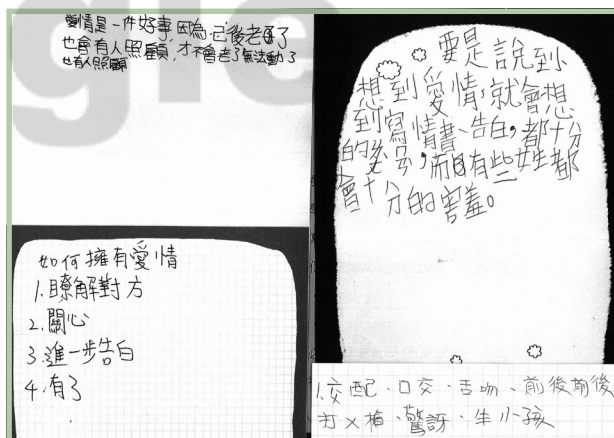 gle
愛情是一件好事,因為已後老了
也會有人照顧,才不會老了無法動了
也有人照顧
要是說到
想到愛情,就會想
到寫情書、告白,都十分
的,而且有些女生都
會十分的害羞。
如何擁有愛情
1.瞭解對方
2.關心
3.進一步告白
4.有了
1.交配、口交、舌吻、前後前後
打、驚訝、生小孩